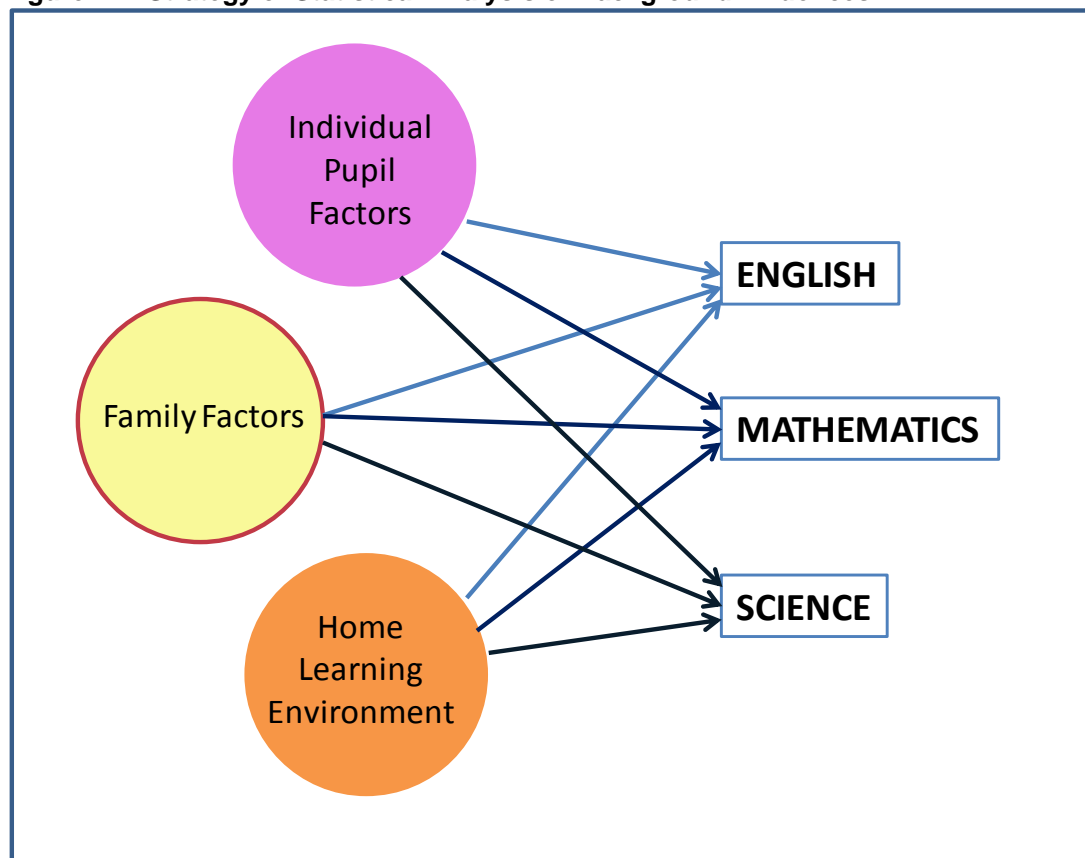 Individual
Pupil
Factors
ENGLISH
Family Factors
MATHEMATICS
Home
Learning
Environment
SCIENCE